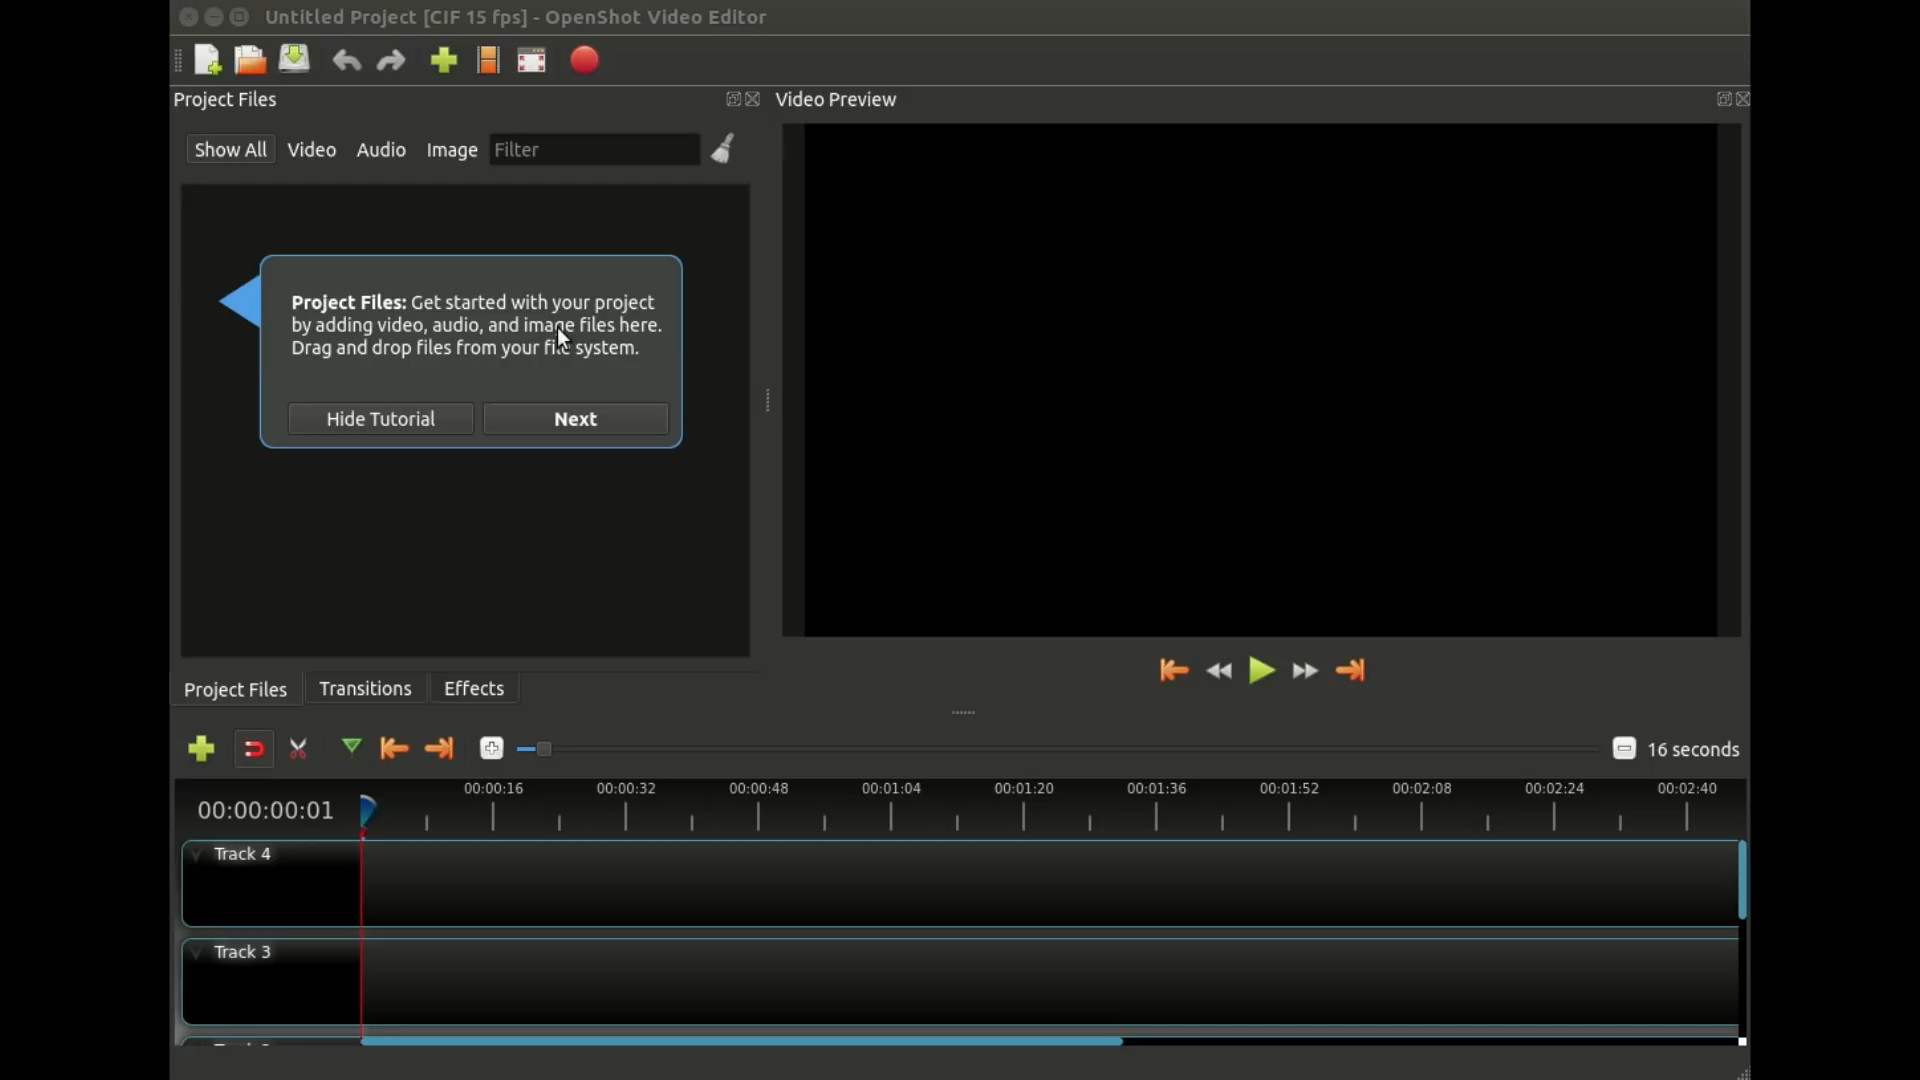 Untitled Project [CIF 15 fps] - OpenShot Video Editor
Project Files
Video Preview
Show All
Video
Audio
Image
Filter
Project Files: Get started with your project
by adding video, audio, and image files here.
Drag and drop files from your file system.
Hide Tutorial
Next
Project Files
Transitions
Effects
16 seconds
00:00:00:01
00:00:16
00:00:32
00:00:48
00:01:04
00:01:20
00:01:36
00:01:52
00:02:08
00:02:24
00:02:40
Track 4
Track 3